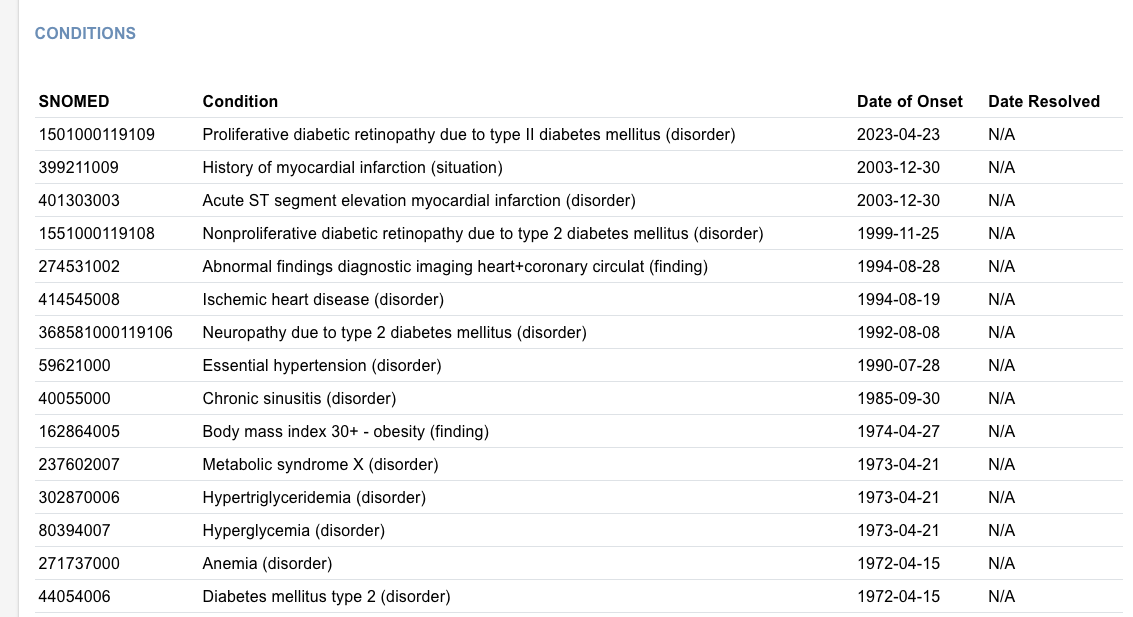 CONDITIONS
SNOMED Condition Date of Onset Date Resolved
1501000119109 Proliferative diabetic retinopathy due to type II diabetes mellitus (disorder) 2023-04-23 N/A
399211009 History of myocardial infarction (situation) 2003-12-30 N/A
401303003 Acute ST segment elevation myocardial infarction (disorder) 2003-12-30 N/A
1551000119108 Nonproliferative diabetic retinopathy due to type 2 diabetes mellitus (disorder) 1999-11-25 N/A
274531002 Abnormal findings diagnostic imaging heart+coronary circulat (finding) 1994-08-28 N/A
414545008 Ischemic heart disease (disorder) 1994-08-19 N/A
368581000119106 Neuropathy due to type 2 diabetes mellitus (disorder) 1992-08-08 N/A
59621000 Essential hypertension (disorder) 1990-07-28 N/A
40055000 Chronic sinusitis (disorder) 1985-09-30 N/A
162864005 Body mass index 30+ - obesity (finding) 1974-04-27 N/A
237602007 Metabolic syndrome X (disorder) 1973-04-21 N/A
302870006 Hypertriglyceridemia (disorder) 1973-04-21 N/A
80394007 Hyperglycemia (disorder) 1973-04-21 N/A
271737000 Anemia (disorder) 1972-04-15 N/A
44054006 Diabetes mellitus type 2 (disorder) 1972-04-15 N/A